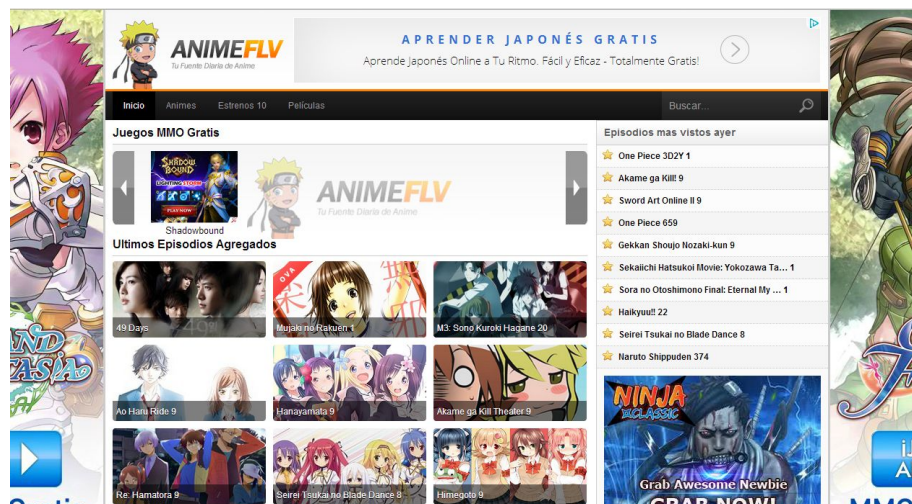 ANIMEFLV
Tu Fuente Diaria de Anime
APRENDER JAPONÉS GRATIS
Aprende Japonés Online a Tu Ritmo. Fácil y Eficaz - Totalmente Gratis!
Inicio Animes Estrenos 10 Películas Buscar...
Juegos MMO Gratis
SHADOW BOUND
LIGHTING STORM
PLAY NOW
Shadowbound
ANIMEFLV
Tu Fuente Diaria de Anime
Ultimos Episodios Agregados
49 Days
OVA
Mujaki no Rakuen 1
M3: Sono Kuroki Hagane 20
Ao Haru Ride 9
Hanayamata 9
Akame ga Kill Theater 9
Re: Hamatora 9
Seirei Tsukai no Blade Dance 8
Himegoto 9
Episodios mas vistos ayer
One Piece 3D2Y 1
Akame ga Kill! 9
Sword Art Online II 9
One Piece 659
Gekkan Shoujo Nozaki-kun 9
Sekaiichi Hatsukoi Movie: Yokozawa Ta... 1
Sora no Otoshimono Final: Eternal My ... 1
Haikyuu!! 22
Seirei Tsukai no Blade Dance 8
Naruto Shippuden 374
NINJA
CLASSIC
Grab Awesome Newbie
GRAB NOW!